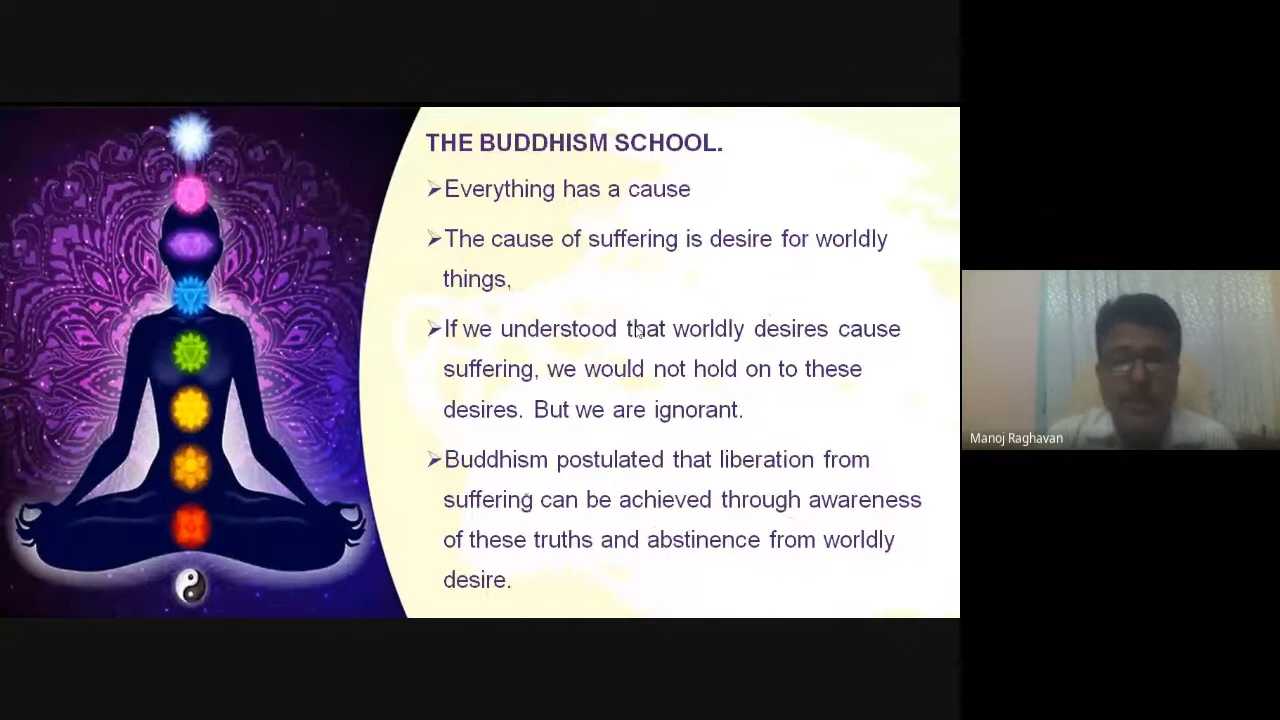 THE BUDDHISM SCHOOL.
➢Everything has a cause
➢The cause of suffering is desire for worldly
things,
➢If we understood that worldly desires cause
suffering, we would not hold on to these
desires. But we are ignorant.
➢Buddhism postulated that liberation from
suffering can be achieved through awareness
of these truths and abstinence from worldly
desire.
Manoj Raghavan